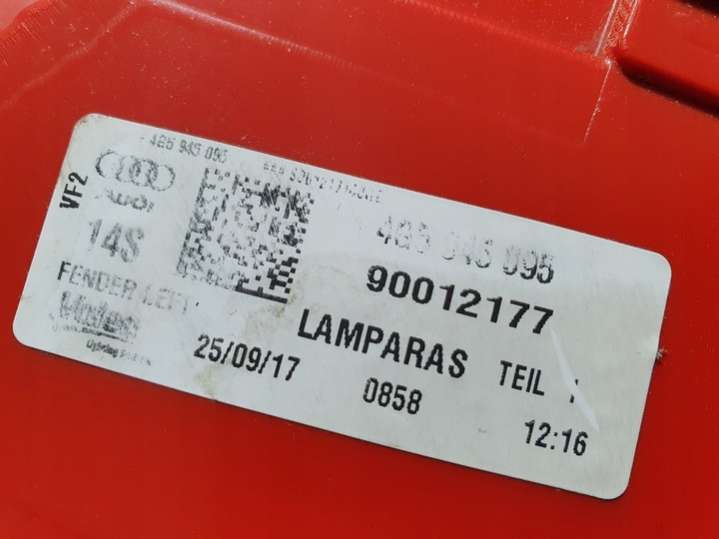 4G5 945 095
VF2
Audi
14S
4G5 945 095
90012177
FENDER LEFT
LAMPARAS TEIL
25/09/17 0858 12:16